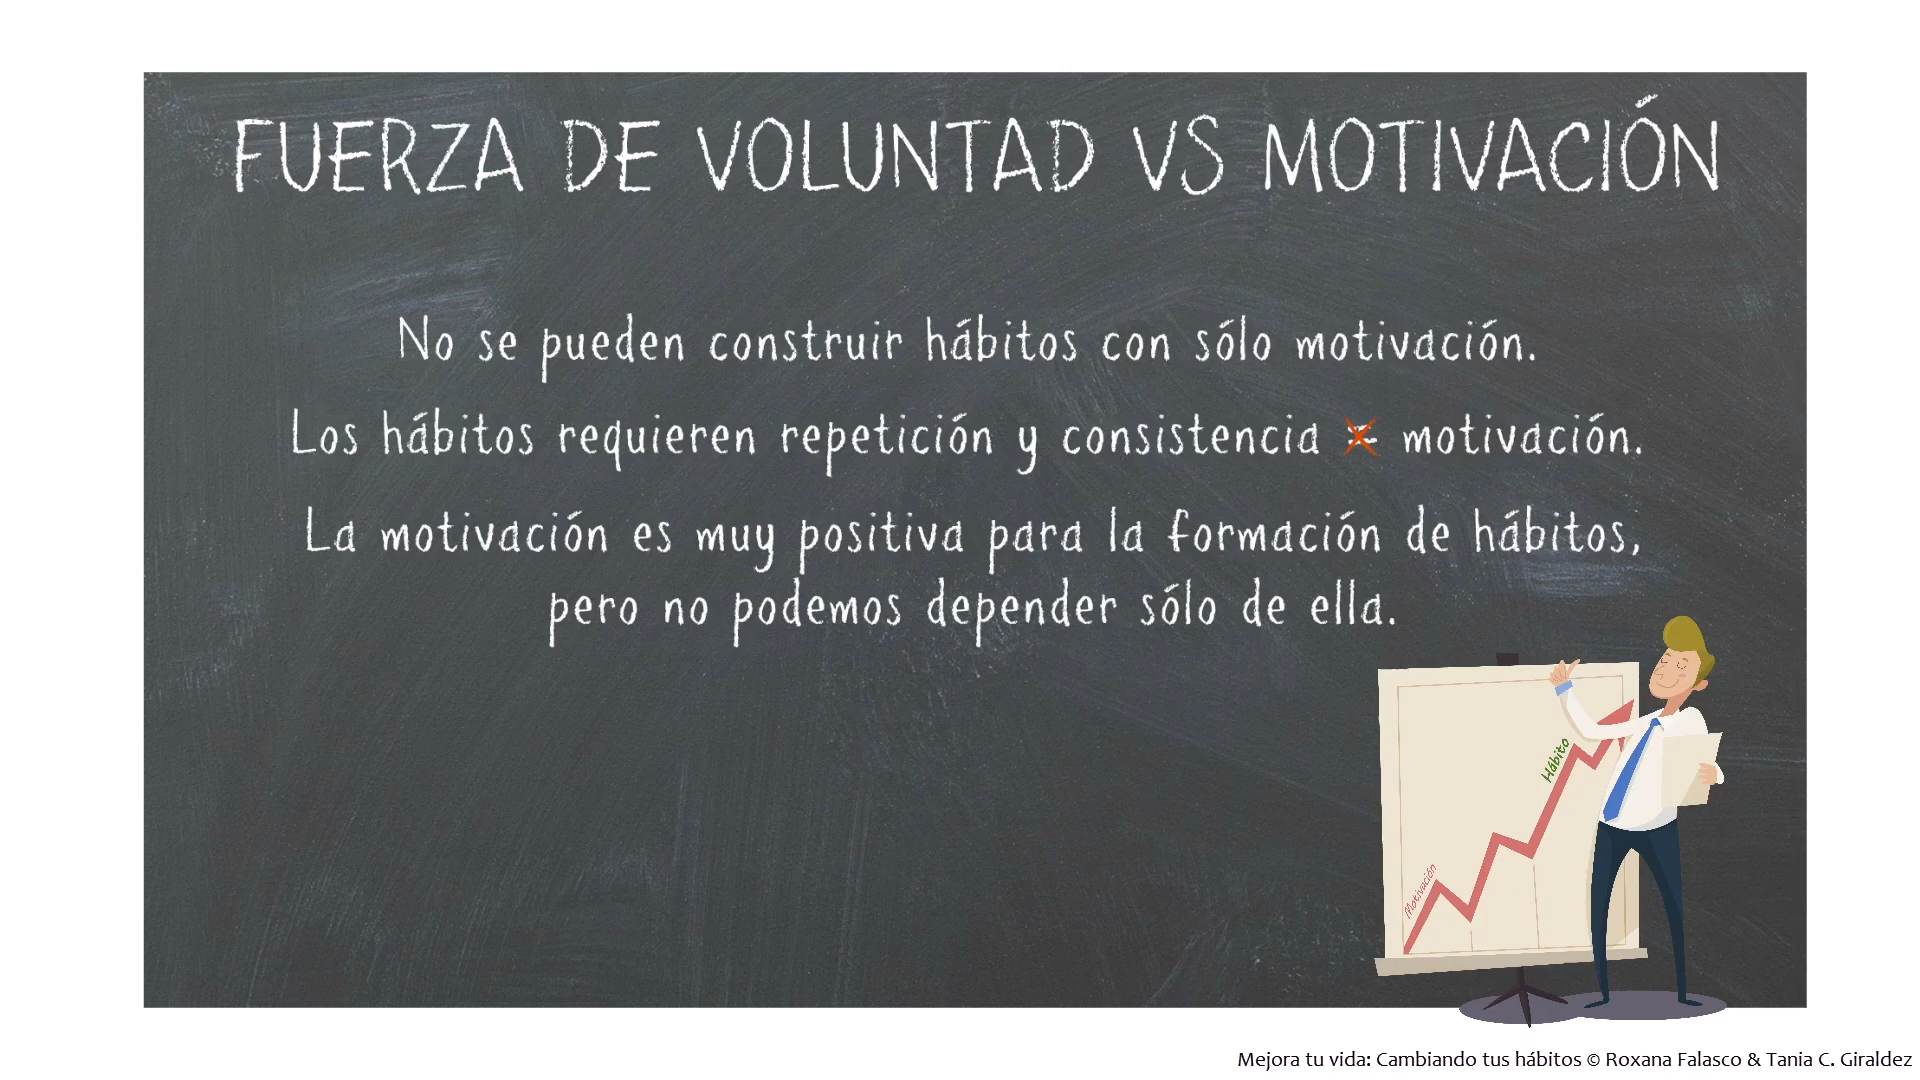 FUERZA DE VOLUNTAD VS MOTIVACIÓN
No se pueden construir hábitos con sólo motivación.
Los hábitos requieren repetición y consistencia = motivación.
La motivación es muy positiva para la formación de hábitos,
pero no podemos depender sólo de ella.
Hábito
Motivación
Mejora tu vida: Cambiando tus hábitos © Roxana Falasco & Tania C. Giraldez